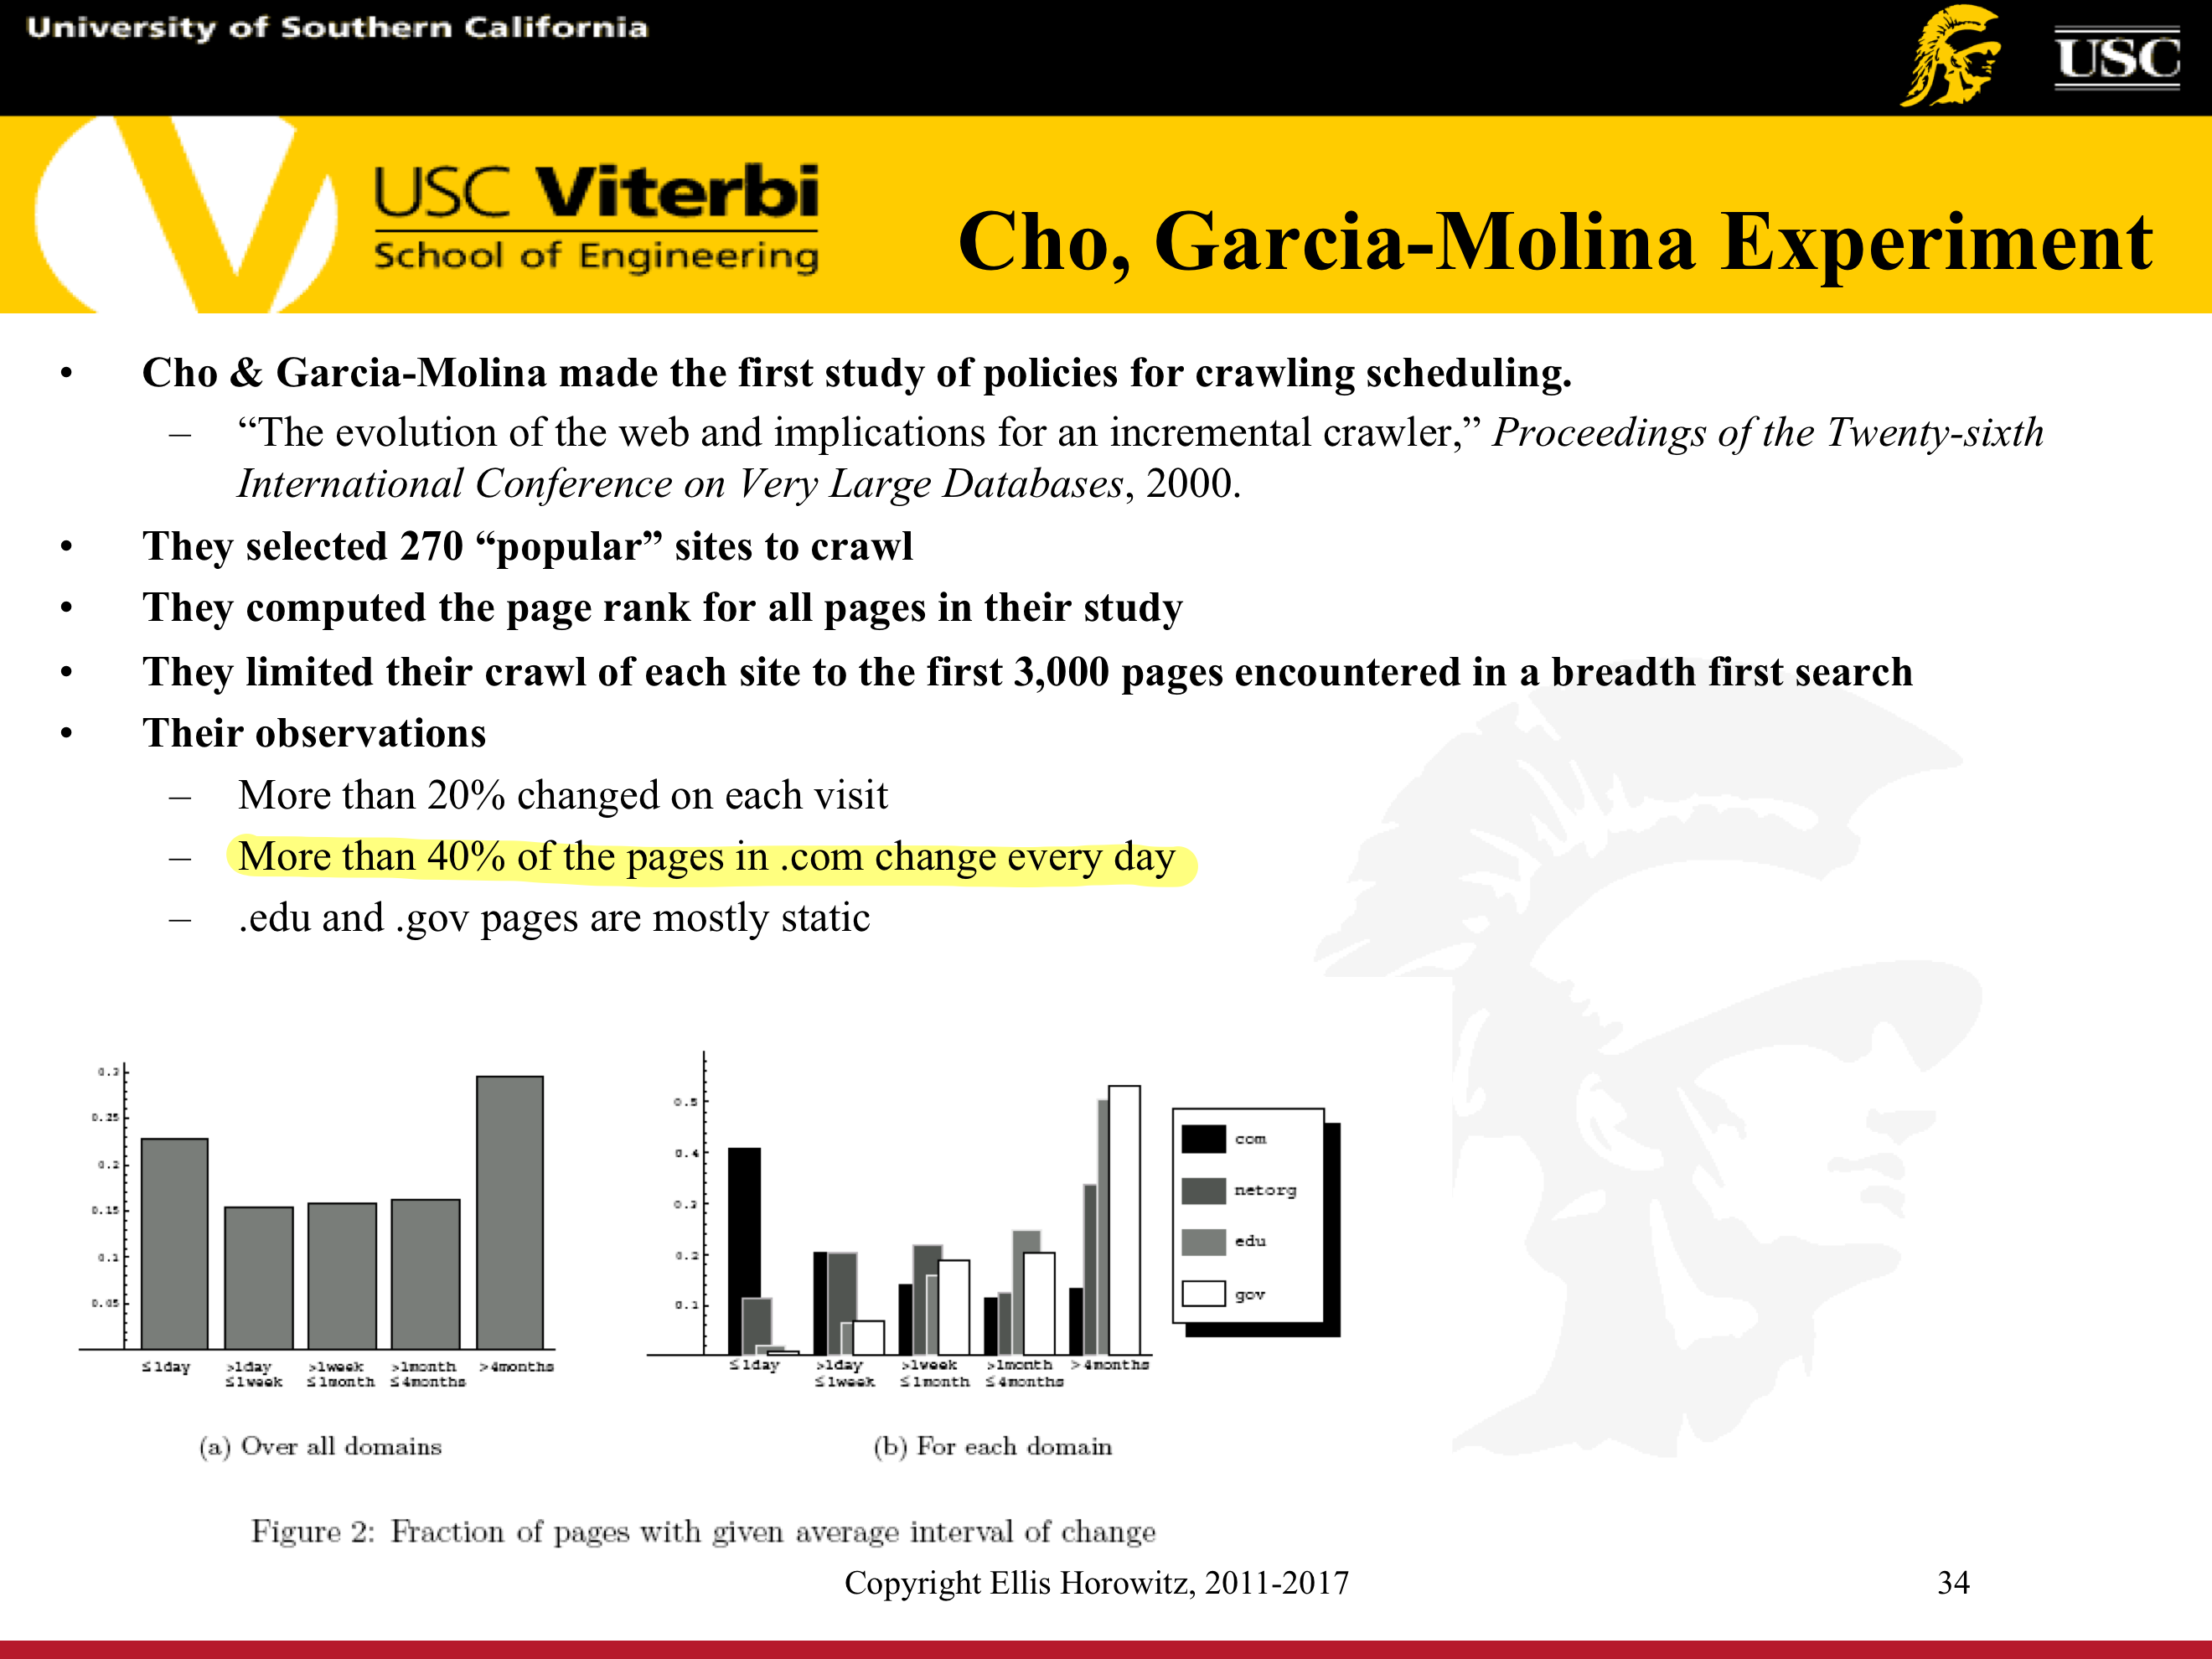 University of Southern California
USC
USC Viterbi
School of Engineering
Cho, Garcia-Molina Experiment
• Cho & Garcia-Molina made the first study of policies for crawling scheduling.
– “The evolution of the web and implications for an incremental crawler,” Proceedings of the Twenty-sixth
International Conference on Very Large Databases, 2000.
• They selected 270 “popular” sites to crawl
• They computed the page rank for all pages in their study
• They limited their crawl of each site to the first 3,000 pages encountered in a breadth first search
• Their observations
– More than 20% changed on each visit
– More than 40% of the pages in .com change every day
– .edu and .gov pages are mostly static
0.3
0.25
0.2
0.15
0.1
0.05
≤1day >1day >1week >1month >4months
≤1week ≤1month ≤4months
(a) Over all domains
0.5
0.4
0.3
0.2
0.1
≤1day >1day >1week >1month >4months
≤1week ≤1month ≤4months
com
netorg
edu
gov
(b) For each domain
Figure 2: Fraction of pages with given average interval of change
Copyright Ellis Horowitz, 2011-2017
34